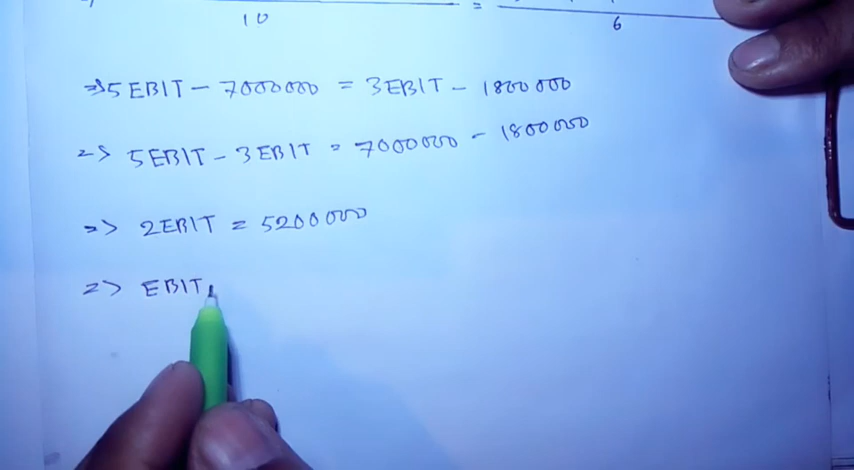 10 = 6
=> 5EBIT - 7000000 = 3EBIT - 1800000
=> 5EBIT - 3EBIT = 7000000 - 1800000
=> 2EBIT = 5200000
=> EBIT